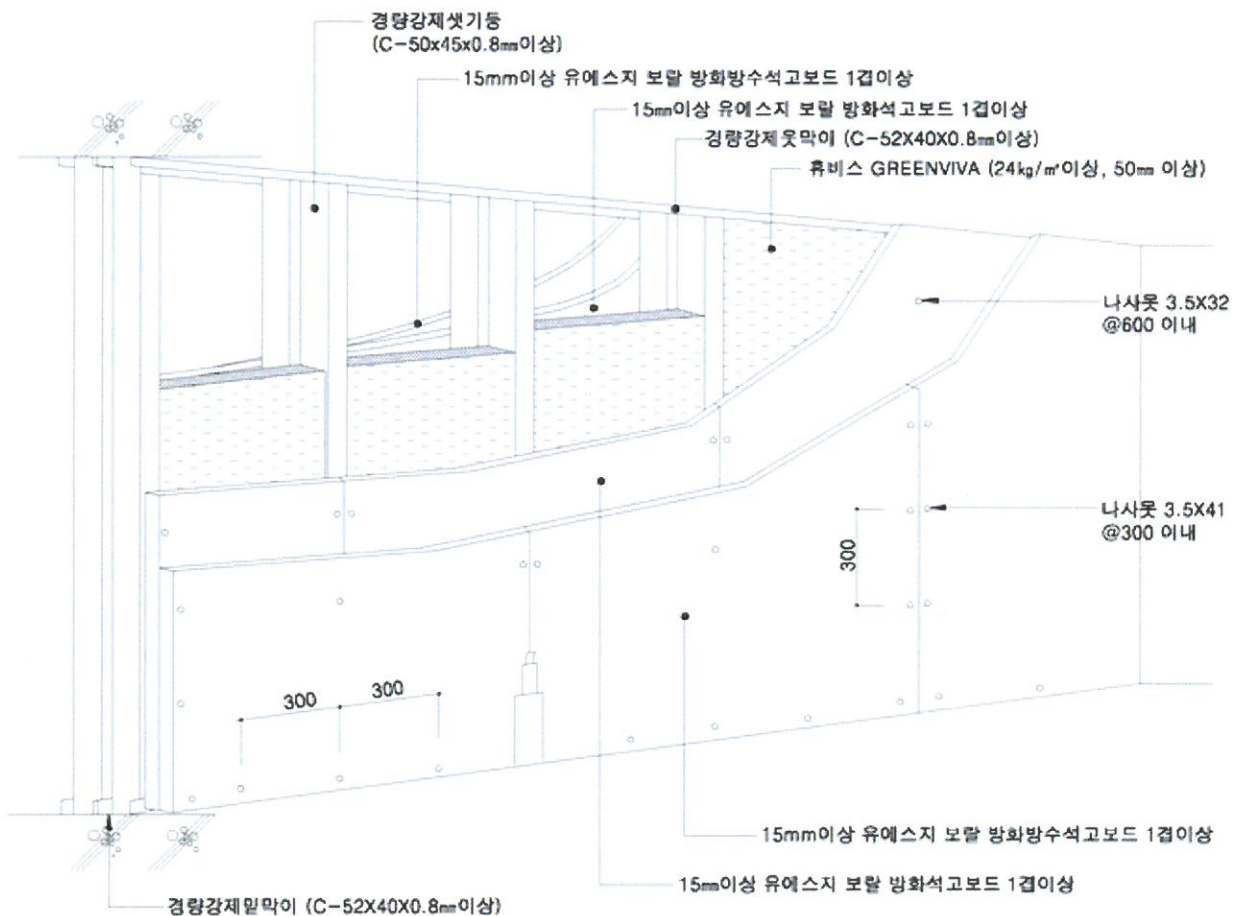 경량강제샛기둥
(C-50x45x0.8㎜이상)
15mm이상 유에스지 보랄 방화방수석고보드 1겹이상
15㎜이상 유에스지 보랄 방화석고보드 1겹이상
경량강제웃막이 (C-52X40X0.8㎜이상)
휴비스 GREENVIVA (24㎏/㎥이상, 50㎜ 이상)
나사못 3.5X32
@600 이내
나사못 3.5X41
@300 이내
300
300
300
15mm이상 유에스지 보랄 방화방수석고보드 1겹이상
15㎜이상 유에스지 보랄 방화석고보드 1겹이상
경량강제밑막이 (C-52X40X0.8㎜이상)